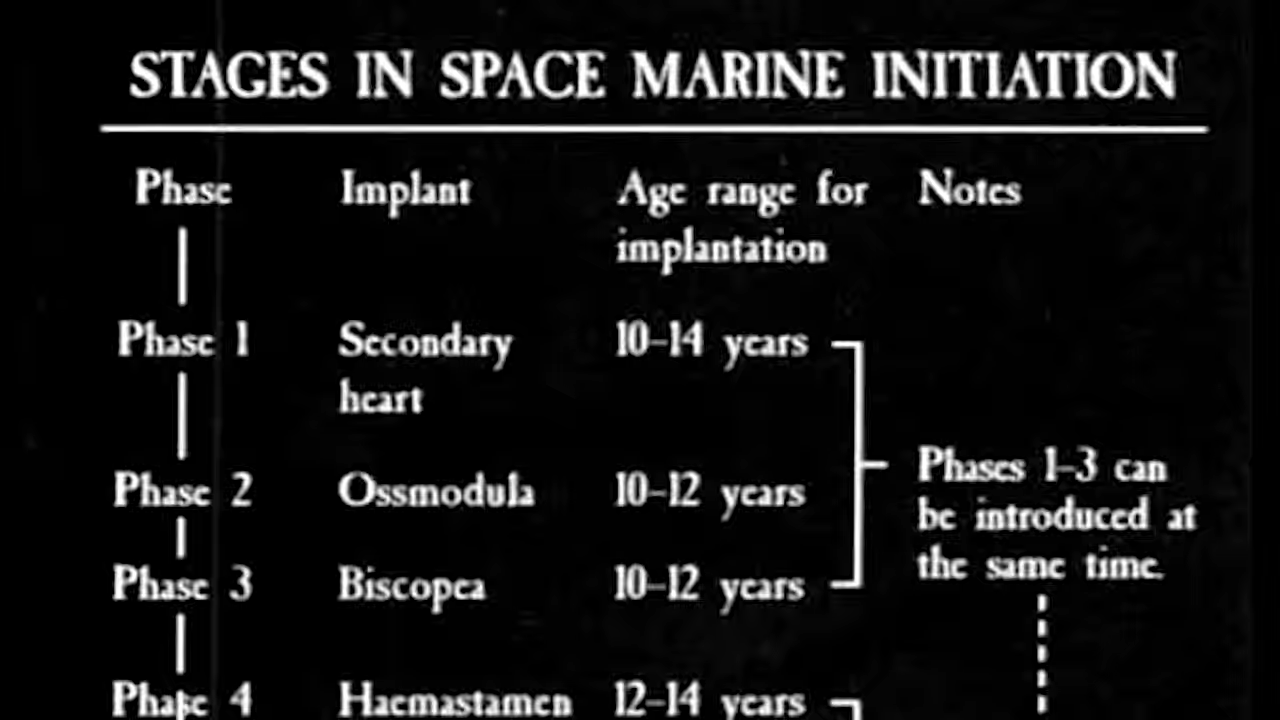 STAGES IN SPACE MARINE INITIATION
Phase Implant Age range for Notes
implantation
Phase 1 Secondary 10–14 years
heart
Phases 1–3 can
Phase 2 Ossmodula 10–12 years
be introduced at
the same time.
Phase 3 Biscopea 10–12 years
Phase 4 Haemastamen 12–14 years